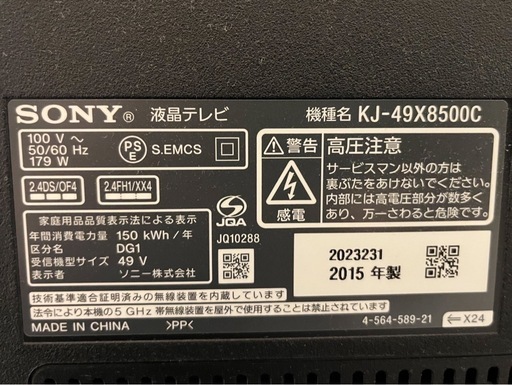 SONY® 液晶テレビ 機種名 KJ-49X8500C
100 V ~
50/60 Hz
179 W
PSE S.EMCS
2.4DS/OF4 2.4FH1/XX4
家庭用品品質表示法による表示
年間消費電力量 150 kWh / 年
区分名 DG1
受信機型サイズ 49 V
表示者 ソニー株式会社
JQA
JQ10288
警告 高圧注意
感電
サービスマン以外の方は
裏ぶたをあけないでください。
内部には高電圧部分が数多く
あり、万一さわると危険です。
2023231
2015 年製
技術基準適合証明済みの無線装置を内蔵しています
法令により本機の5 GHz 帯無線装置を屋外で使用することは禁止されています
MADE IN CHINA >PP< 4-564-589-21 X24